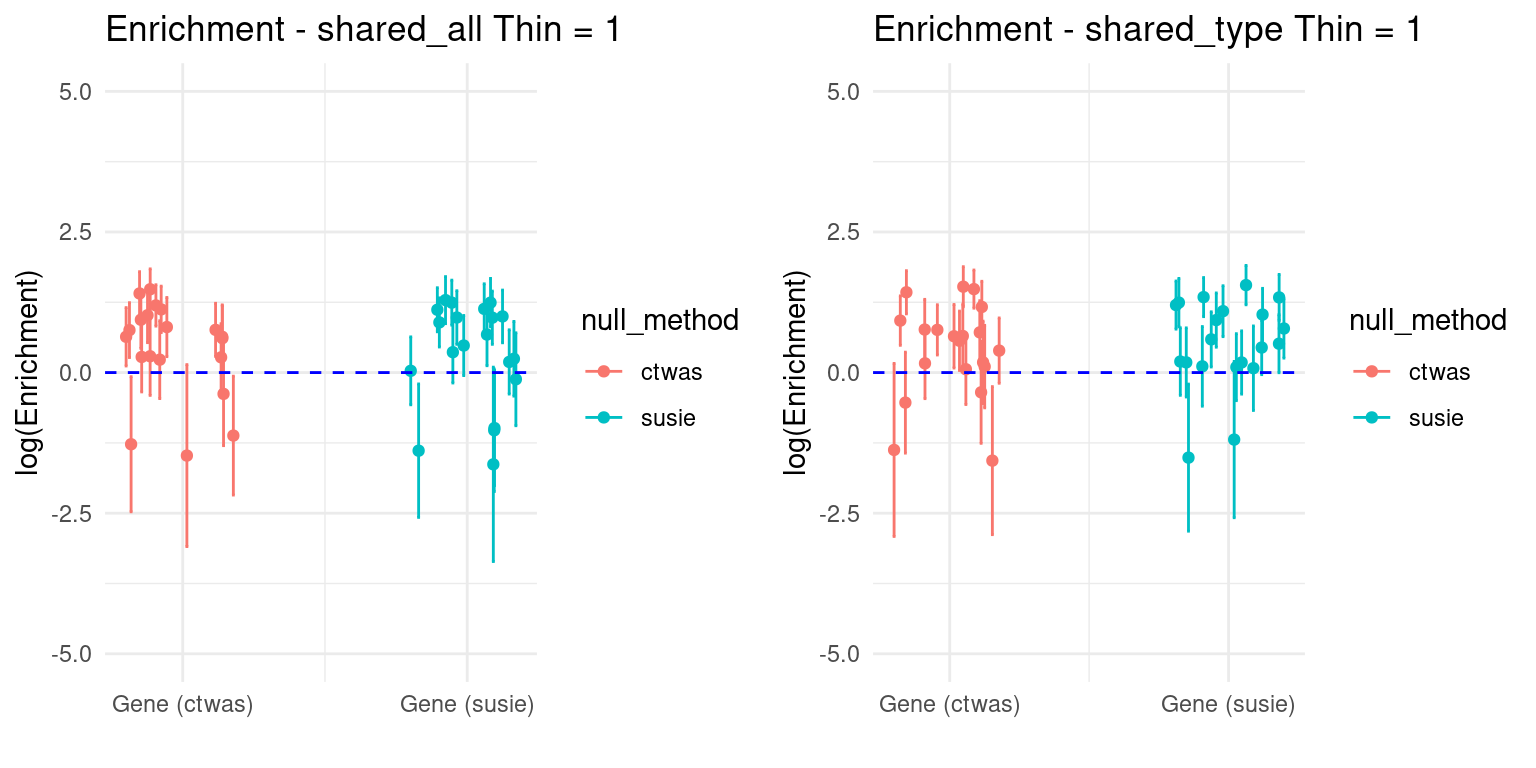 Enrichment - shared_all Thin = 1
log(Enrichment)
5.0
2.5
0.0
-2.5
-5.0
Gene (ctwas)
Gene (susie)
null_method
ctwas
susie
Enrichment - shared_type Thin = 1
log(Enrichment)
5.0
2.5
0.0
-2.5
-5.0
Gene (ctwas)
Gene (susie)
null_method
ctwas
susie